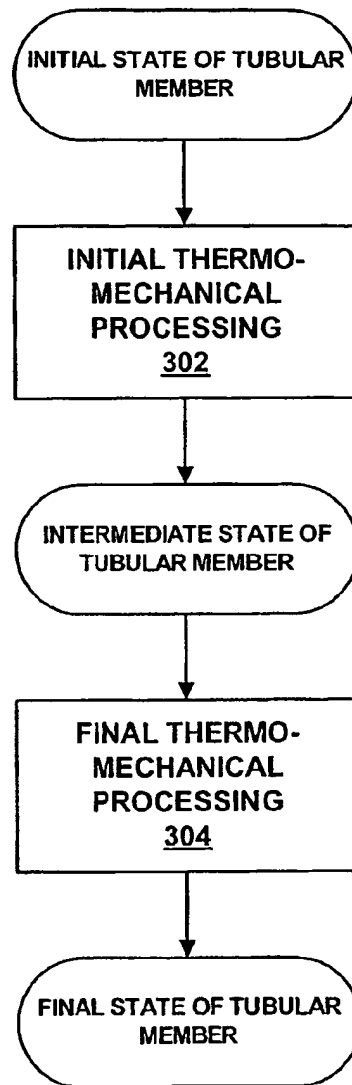 INITIAL STATE OF TUBULAR
MEMBER
INITIAL THERMO-
MECHANICAL
PROCESSING
302
INTERMEDIATE STATE OF
TUBULAR MEMBER
FINAL THERMO-
MECHANICAL
PROCESSING
304
FINAL STATE OF TUBULAR
MEMBER